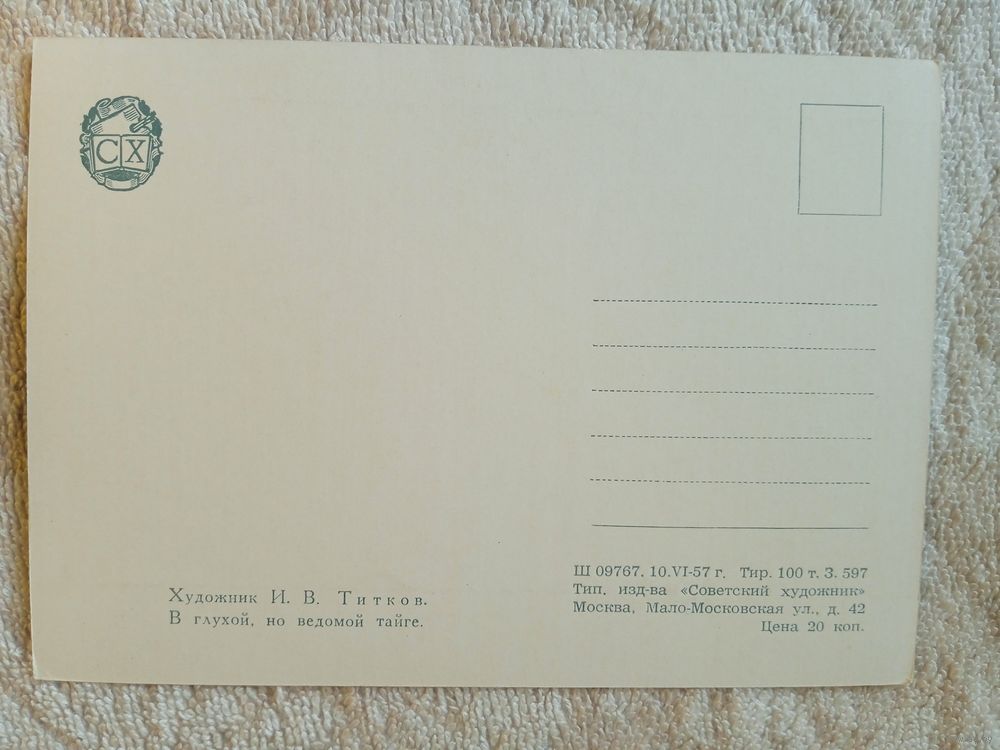 СХ
Художник И. В. Титков.
В глухой, но ведомой тайге.
Ш 09767. 10.VI-57 г. Тир. 100 т. З. 597
Тип. изд-ва «Советский художник»
Москва, Мало-Московская ул., д. 42
Цена 20 коп.